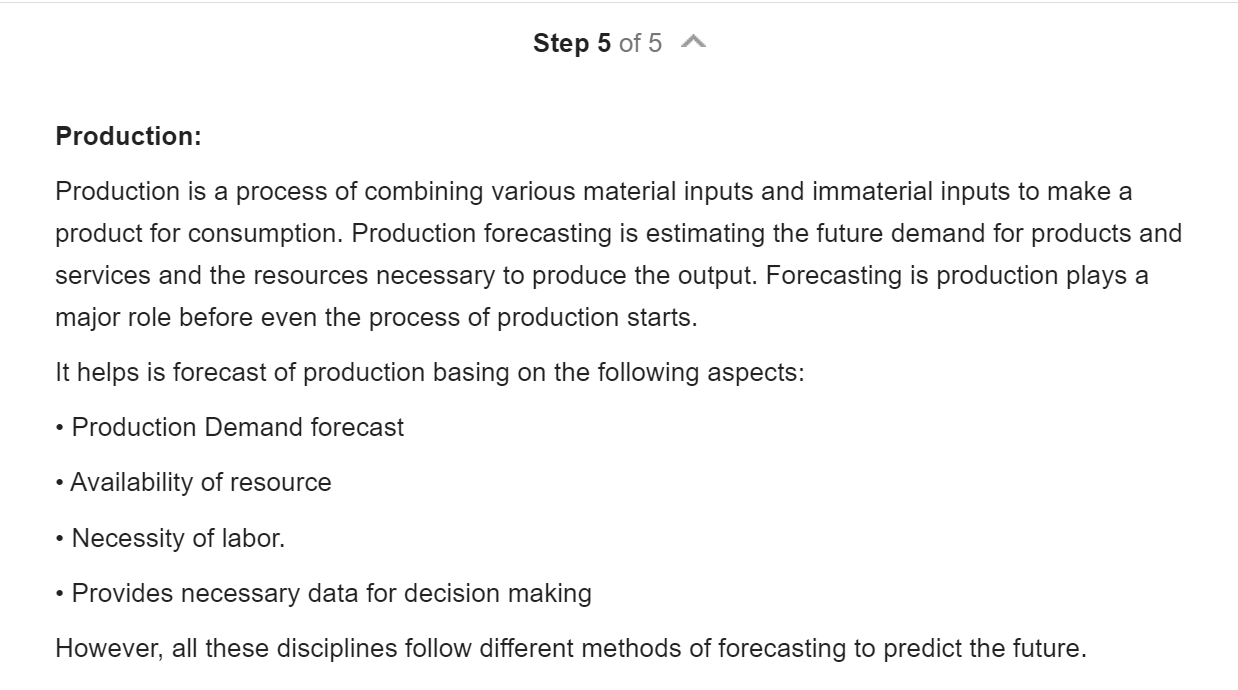 Step 5 of 5
Production:
Production is a process of combining various material inputs and immaterial inputs to make a
product for consumption. Production forecasting is estimating the future demand for products and
services and the resources necessary to produce the output. Forecasting is production plays a
major role before even the process of production starts.
It helps is forecast of production basing on the following aspects:
• Production Demand forecast
• Availability of resource
• Necessity of labor.
• Provides necessary data for decision making
However, all these disciplines follow different methods of forecasting to predict the future.